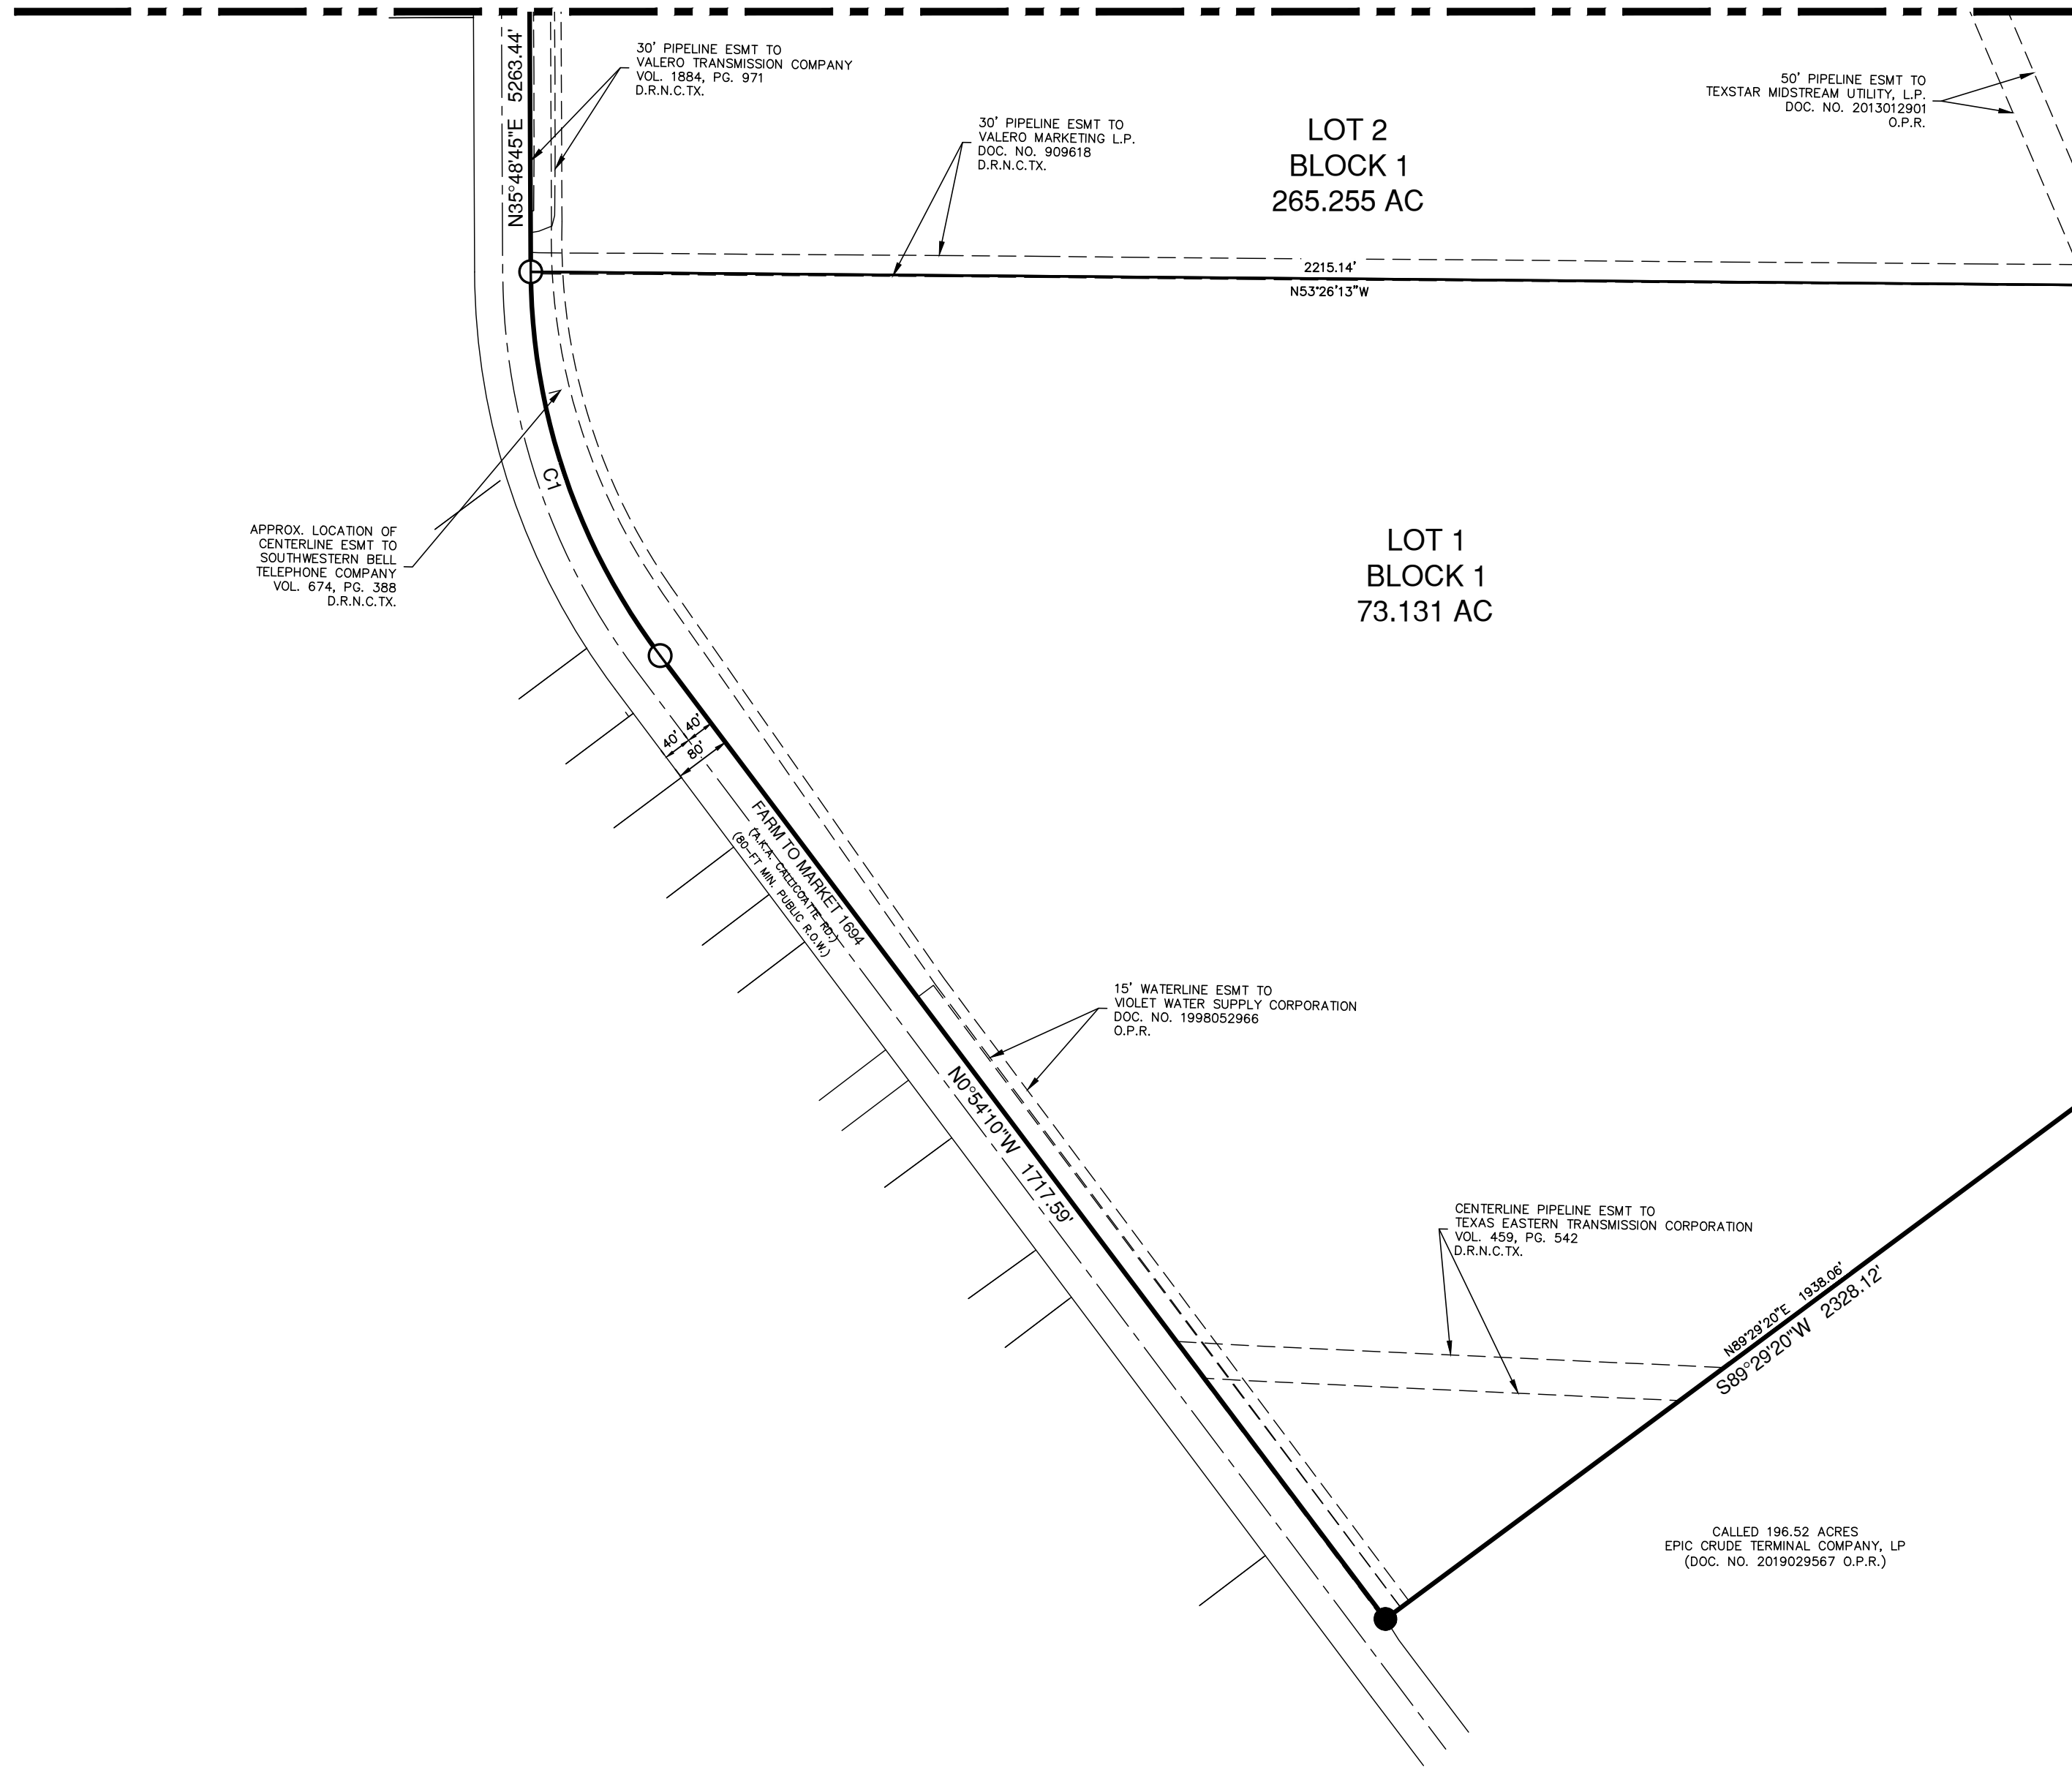 N35°48'45"E 5263.44'
30' PIPELINE ESMT TO
VALERO TRANSMISSION COMPANY
VOL. 1884, PG. 971
D.R.N.C.TX.
30' PIPELINE ESMT TO
VALERO MARKETING L.P.
DOC. NO. 909618
D.R.N.C.TX.
LOT 2
BLOCK 1
265.255 AC
50' PIPELINE ESMT TO
TEXSTAR MIDSTREAM UTILITY, L.P.
DOC. NO. 2013012901
O.P.R.
2215.14'
N53°26'13"W
C1
APPROX. LOCATION OF
CENTERLINE ESMT TO
SOUTHWESTERN BELL
TELEPHONE COMPANY
VOL. 674, PG. 388
D.R.N.C.TX.
LOT 1
BLOCK 1
73.131 AC
40'
40'
80'
FARM TO MARKET 1694
(A.K.A. CALLICOATTE RD.)
(80-FT MIN. PUBLIC R.O.W.)
15' WATERLINE ESMT TO
VIOLET WATER SUPPLY CORPORATION
DOC. NO. 1998052966
O.P.R.
N0°54'10"W 1717.59'
CENTERLINE PIPELINE ESMT TO
TEXAS EASTERN TRANSMISSION CORPORATION
VOL. 459, PG. 542
D.R.N.C.TX.
N89°29'20"E 1938.06'
S89°29'20"W 2328.12'
CALLED 196.52 ACRES
EPIC CRUDE TERMINAL COMPANY, LP
(DOC. NO. 2019029567 O.P.R.)